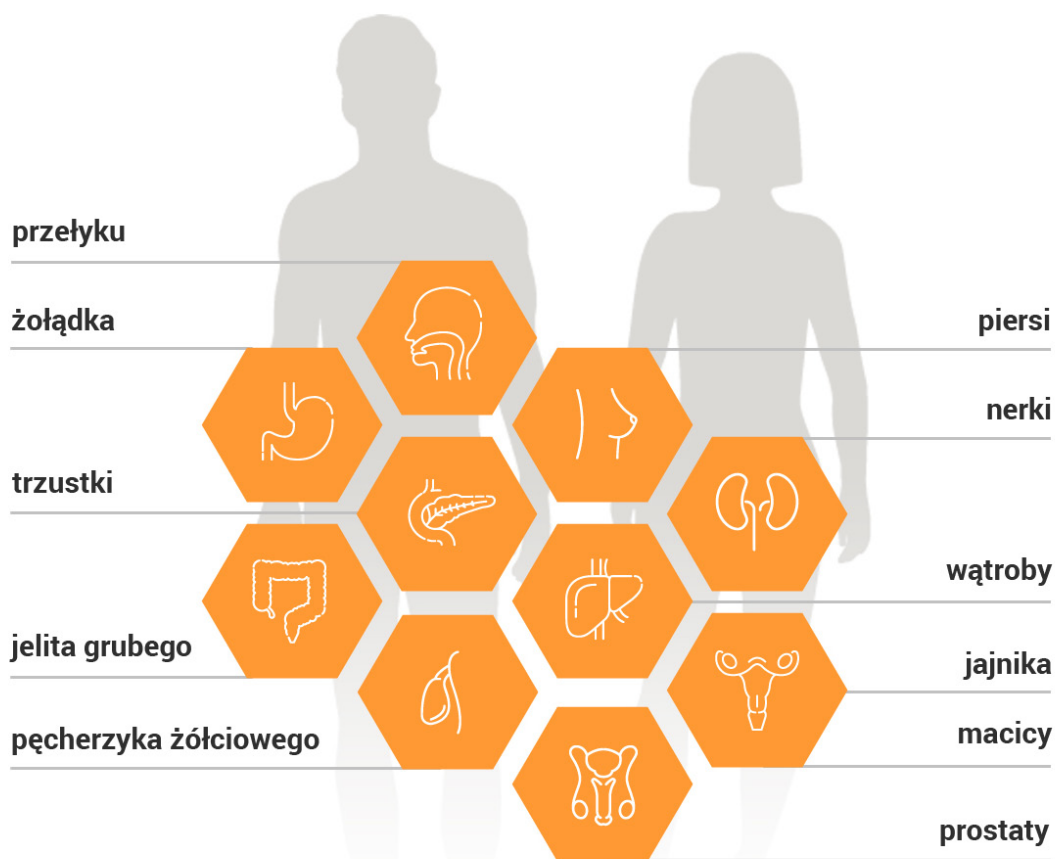 przełyku
żołądka
trzustki
jelita grubego
pęcherzyka żółciowego
piersi
nerki
wątroby
jajnika
macicy
prostaty